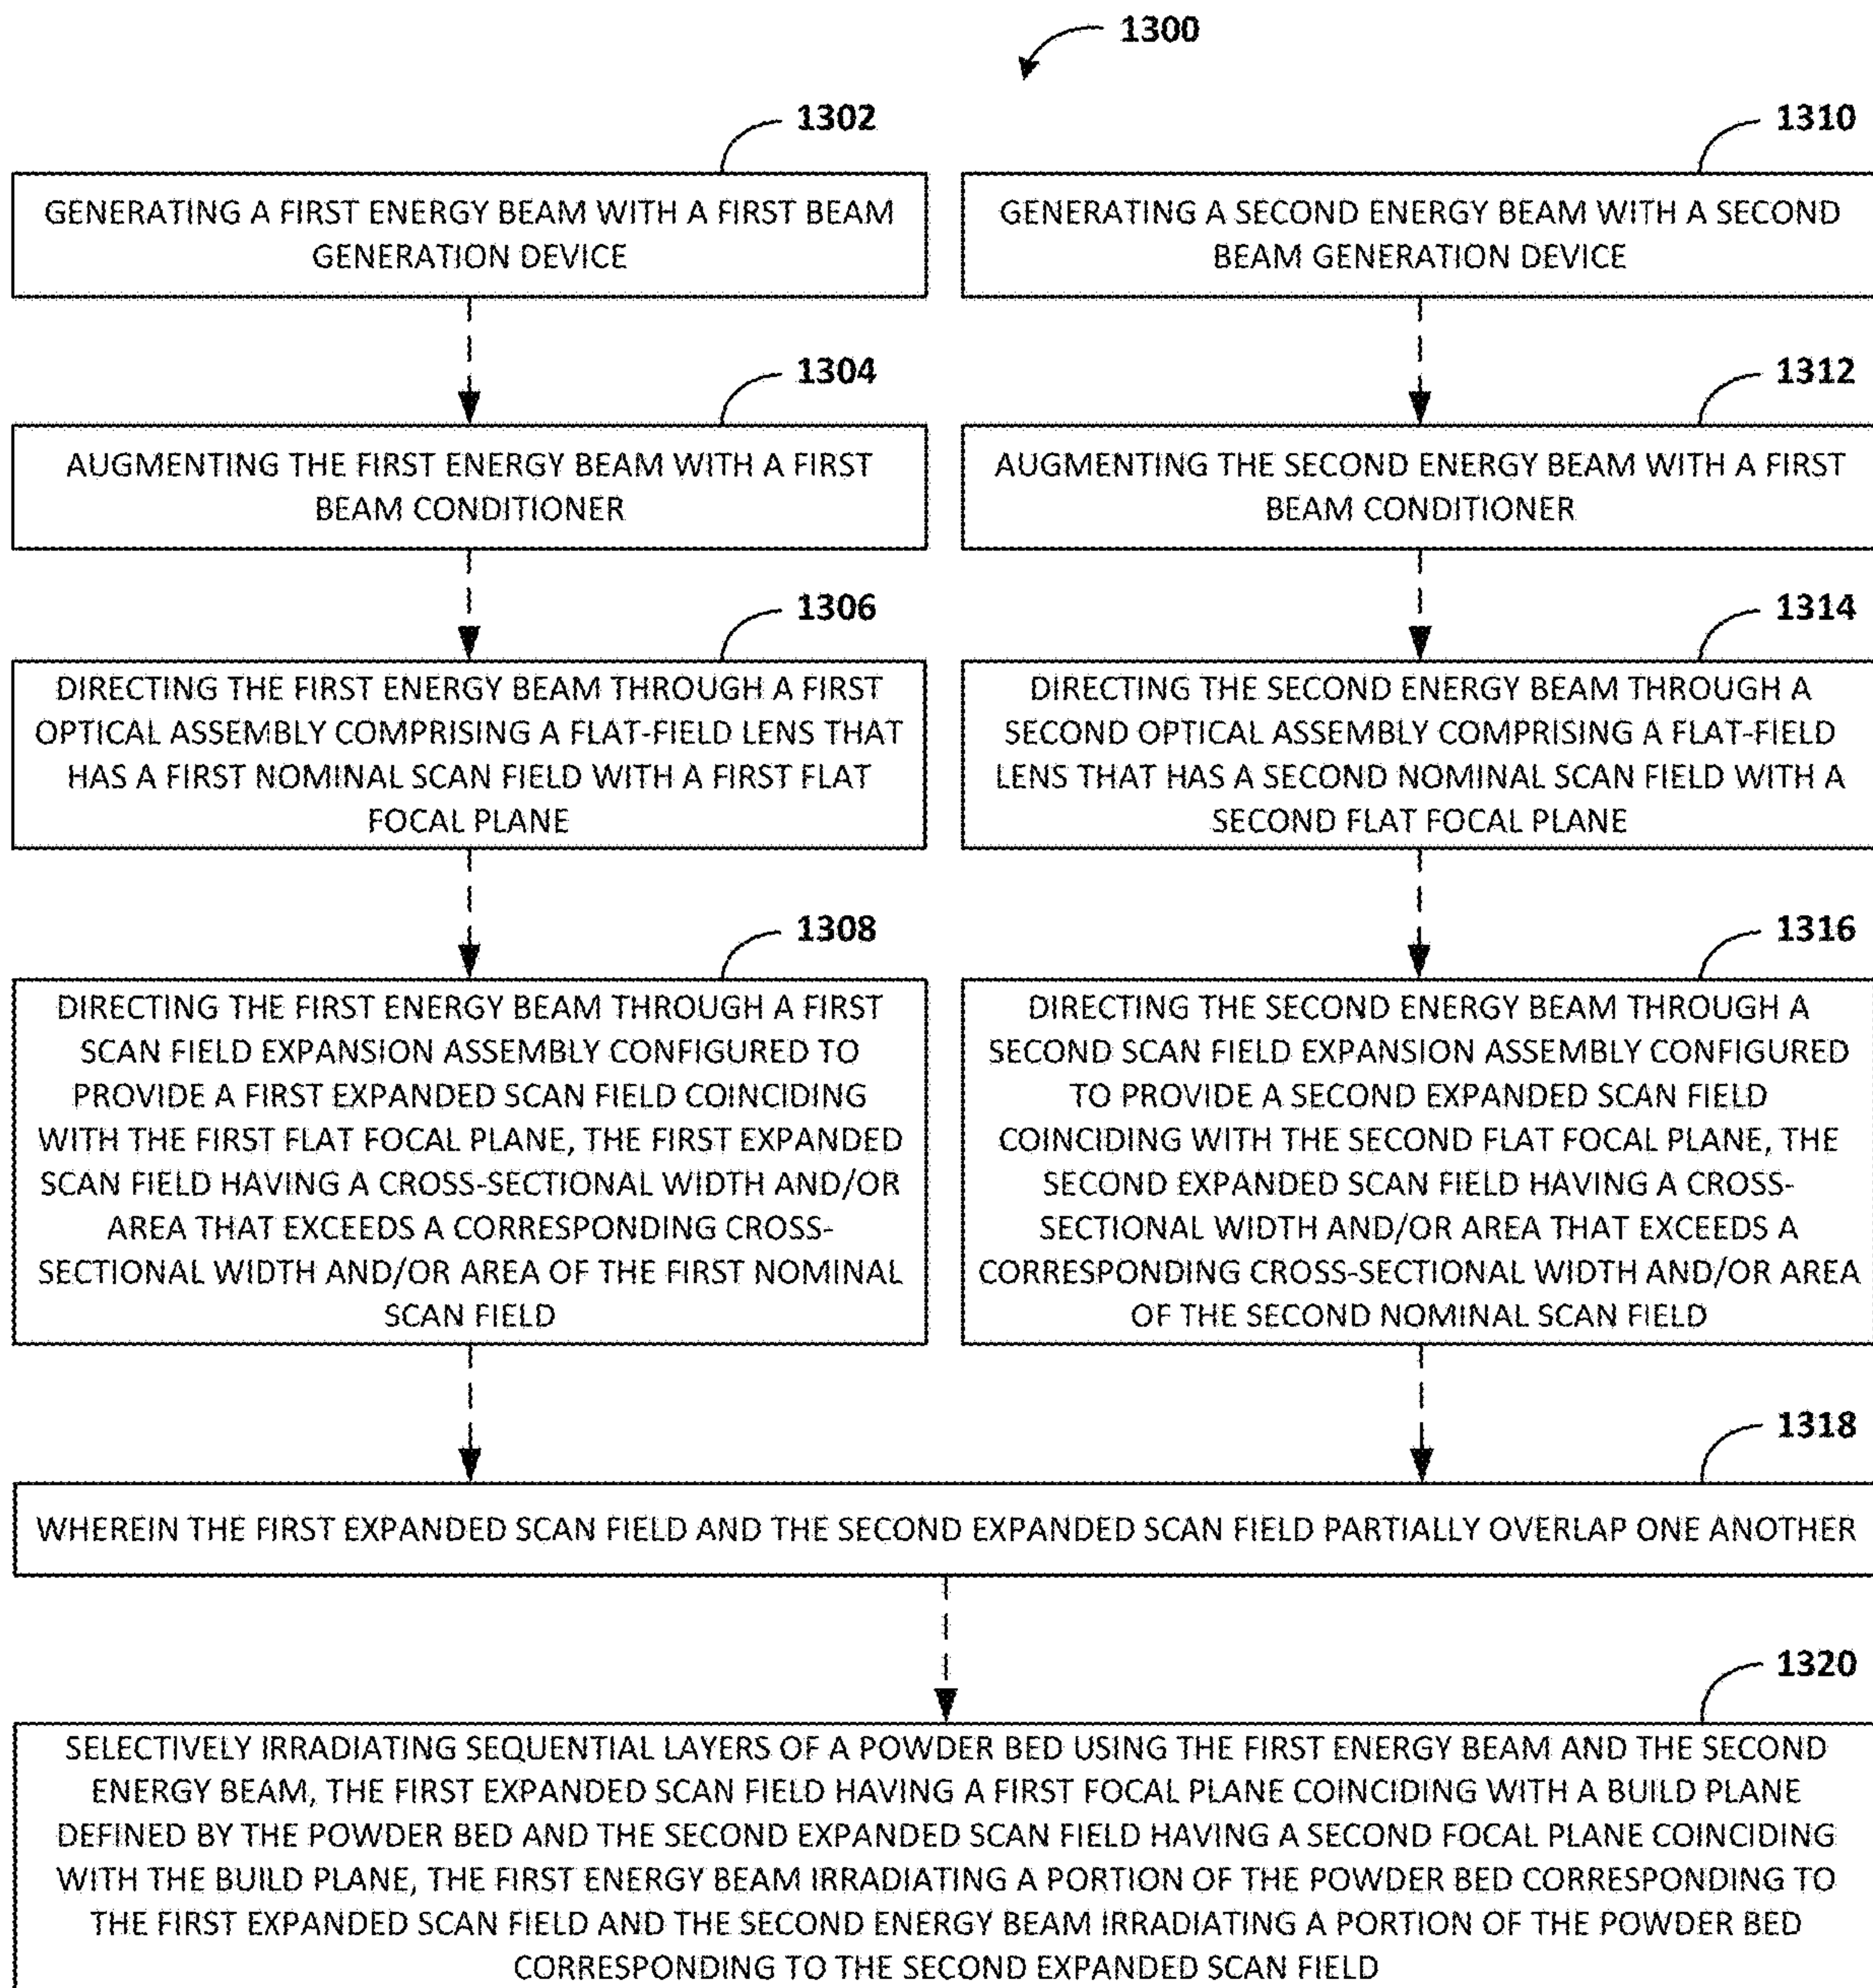 1300
1302
GENERATING A FIRST ENERGY BEAM WITH A FIRST BEAM
GENERATION DEVICE
1304
AUGMENTING THE FIRST ENERGY BEAM WITH A FIRST
BEAM CONDITIONER
1306
DIRECTING THE FIRST ENERGY BEAM THROUGH A FIRST
OPTICAL ASSEMBLY COMPRISING A FLAT-FIELD LENS THAT
HAS A FIRST NOMINAL SCAN FIELD WITH A FIRST FLAT
FOCAL PLANE
1308
DIRECTING THE FIRST ENERGY BEAM THROUGH A FIRST
SCAN FIELD EXPANSION ASSEMBLY CONFIGURED TO
PROVIDE A FIRST EXPANDED SCAN FIELD COINCIDING
WITH THE FIRST FLAT FOCAL PLANE, THE FIRST EXPANDED
SCAN FIELD HAVING A CROSS-SECTIONAL WIDTH AND/OR
AREA THAT EXCEEDS A CORRESPONDING CROSS-
SECTIONAL WIDTH AND/OR AREA OF THE FIRST NOMINAL
SCAN FIELD
1310
GENERATING A SECOND ENERGY BEAM WITH A SECOND
BEAM GENERATION DEVICE
1312
AUGMENTING THE SECOND ENERGY BEAM WITH A FIRST
BEAM CONDITIONER
1314
DIRECTING THE SECOND ENERGY BEAM THROUGH A
SECOND OPTICAL ASSEMBLY COMPRISING A FLAT-FIELD
LENS THAT HAS A SECOND NOMINAL SCAN FIELD WITH A
SECOND FLAT FOCAL PLANE
1316
DIRECTING THE SECOND ENERGY BEAM THROUGH A
SECOND SCAN FIELD EXPANSION ASSEMBLY CONFIGURED
TO PROVIDE A SECOND EXPANDED SCAN FIELD
COINCIDING WITH THE SECOND FLAT FOCAL PLANE, THE
SECOND EXPANDED SCAN FIELD HAVING A CROSS-
SECTIONAL WIDTH AND/OR AREA THAT EXCEEDS A
CORRESPONDING CROSS-SECTIONAL WIDTH AND/OR AREA
OF THE SECOND NOMINAL SCAN FIELD
1318
WHEREIN THE FIRST EXPANDED SCAN FIELD AND THE SECOND EXPANDED SCAN FIELD PARTIALLY OVERLAP ONE ANOTHER
1320
SELECTIVELY IRRADIATING SEQUENTIAL LAYERS OF A POWDER BED USING THE FIRST ENERGY BEAM AND THE SECOND
ENERGY BEAM, THE FIRST EXPANDED SCAN FIELD HAVING A FIRST FOCAL PLANE COINCIDING WITH A BUILD PLANE
DEFINED BY THE POWDER BED AND THE SECOND EXPANDED SCAN FIELD HAVING A SECOND FOCAL PLANE COINCIDING
WITH THE BUILD PLANE, THE FIRST ENERGY BEAM IRRADIATING A PORTION OF THE POWDER BED CORRESPONDING TO
THE FIRST EXPANDED SCAN FIELD AND THE SECOND ENERGY BEAM IRRADIATING A PORTION OF THE POWDER BED
CORRESPONDING TO THE SECOND EXPANDED SCAN FIELD